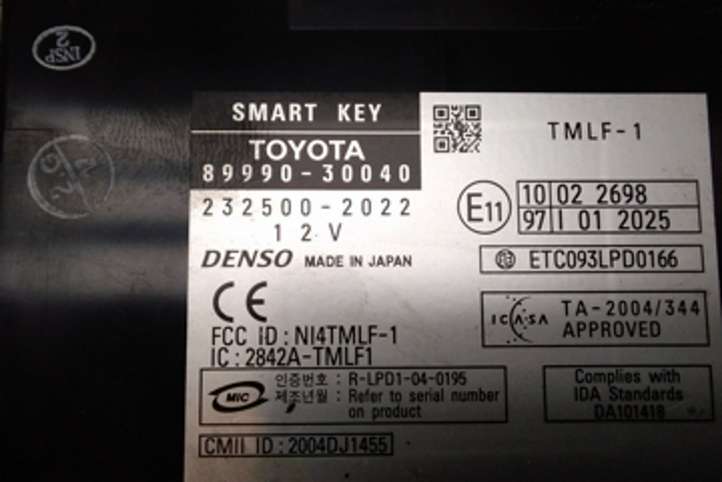 INSP
2
SMART KEY
TOYOTA
89990-30040
232500-2022
12V
DENSO MADE IN JAPAN
CE
FCC ID : NI4TMLF-1
IC : 2842A-TMLF1
MIC
인증번호 : R-LPD1-04-0195
제조년월 : Refer to serial number
on product
CMII ID : 2004DJ1455
TMLF-1
E11
10 02 2698
97 I 01 2025
ETC093LPD0166
ICASA
TA-2004/344
APPROVED
Complies with
IDA Standards
DA101418